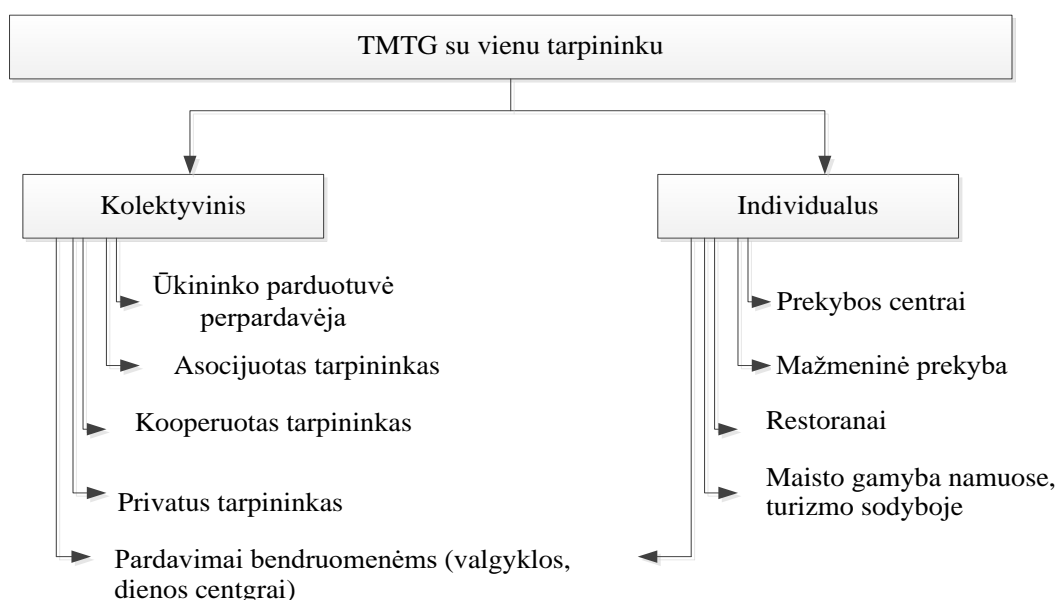 TMTG su vienu tarpininku
Kolektyvinis
Individualus
Ūkininko parduotuvė
perpardavėja
Asocijuotas tarpininkas
Kooperuotas tarpininkas
Privatus tarpininkas
Pardavimai bendruomenėms (valgyklos,
dienos centgrai)
Prekybos centrai
Mažmeninė prekyba
Restoranai
Maisto gamyba namuose,
turizmo sodyboje